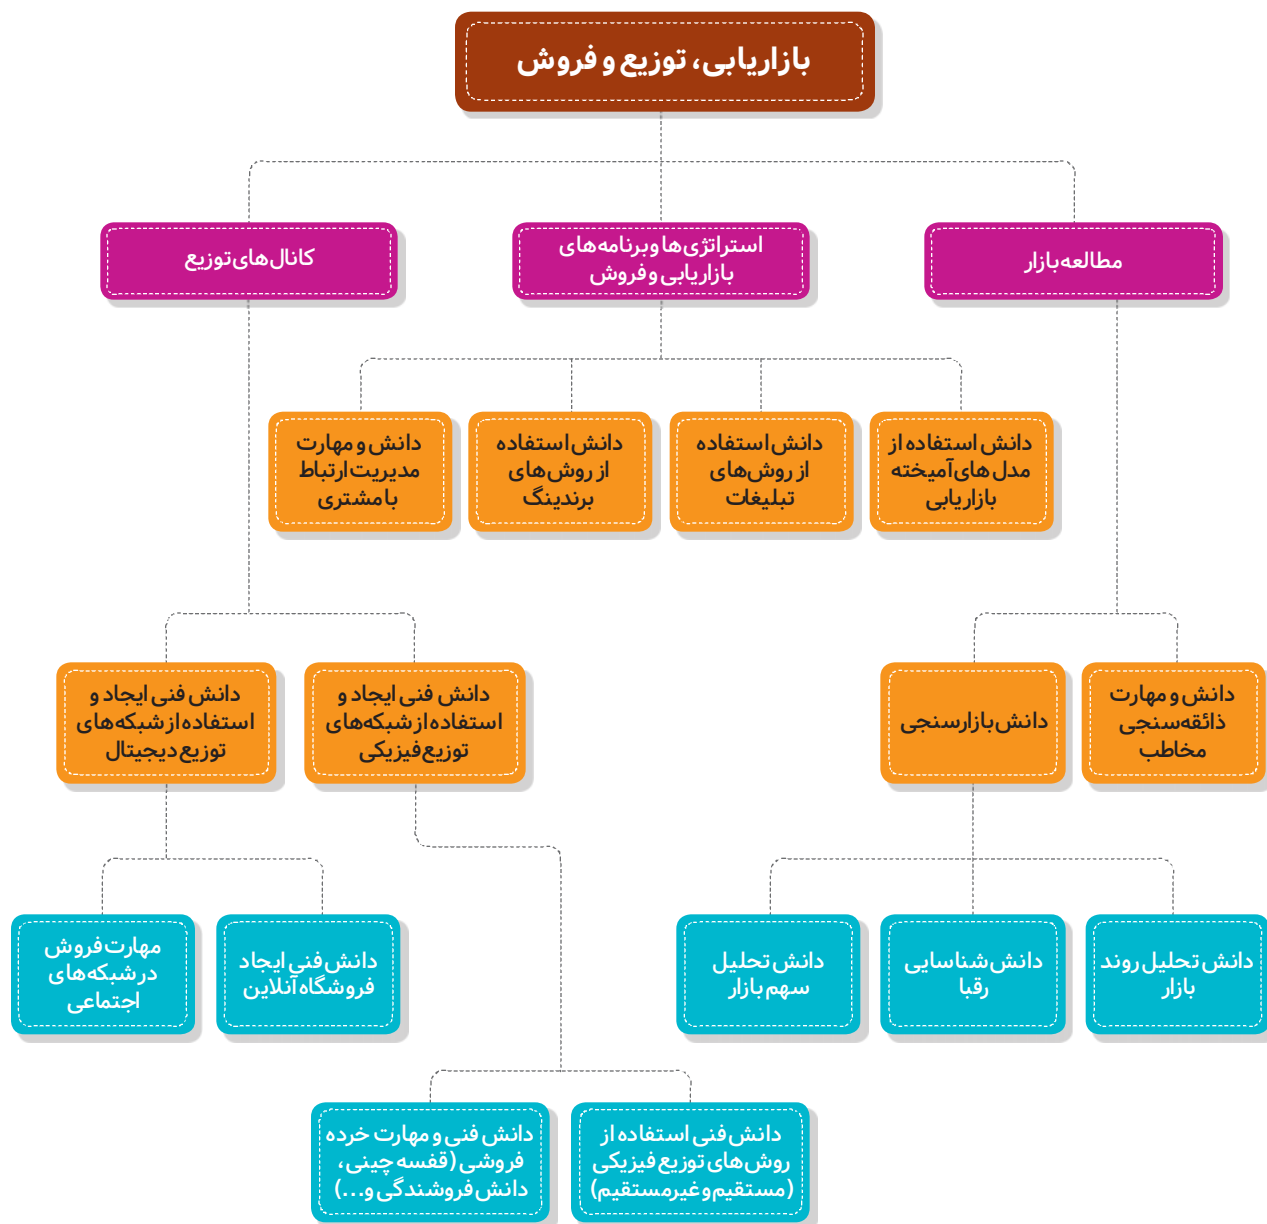 بازاریابی، توزیع و فروش
مطالعه بازار
استراتژی‌ها و برنامه‌های
بازاریابی و فروش
کانال‌های توزیع
دانش استفاده از
مدل‌های آمیخته
بازاریابی
دانش استفاده
از روش‌های
تبلیغات
دانش استفاده
از روش‌های
برندینگ
دانش و مهارت
مدیریت ارتباط
با مشتری
دانش و مهارت
ذائقه‌سنجی
مخاطب
دانش بازارسنجی
دانش فنی ایجاد و
استفاده از شبکه‌های
توزیع فیزیکی
دانش فنی ایجاد و
استفاده از شبکه‌های
توزیع دیجیتال
دانش تحلیل روند
بازار
دانش شناسایی
رقبا
دانش تحلیل
سهم بازار
دانش فنی ایجاد
فروشگاه آنلاین
مهارت فروش
در شبکه‌های
اجتماعی
دانش فنی استفاده از
روش‌های توزیع فیزیکی
(مستقیم و غیرمستقیم)
دانش فنی و مهارت خرده
فروشی (قفسه چینی،
دانش فروشندگی و...)